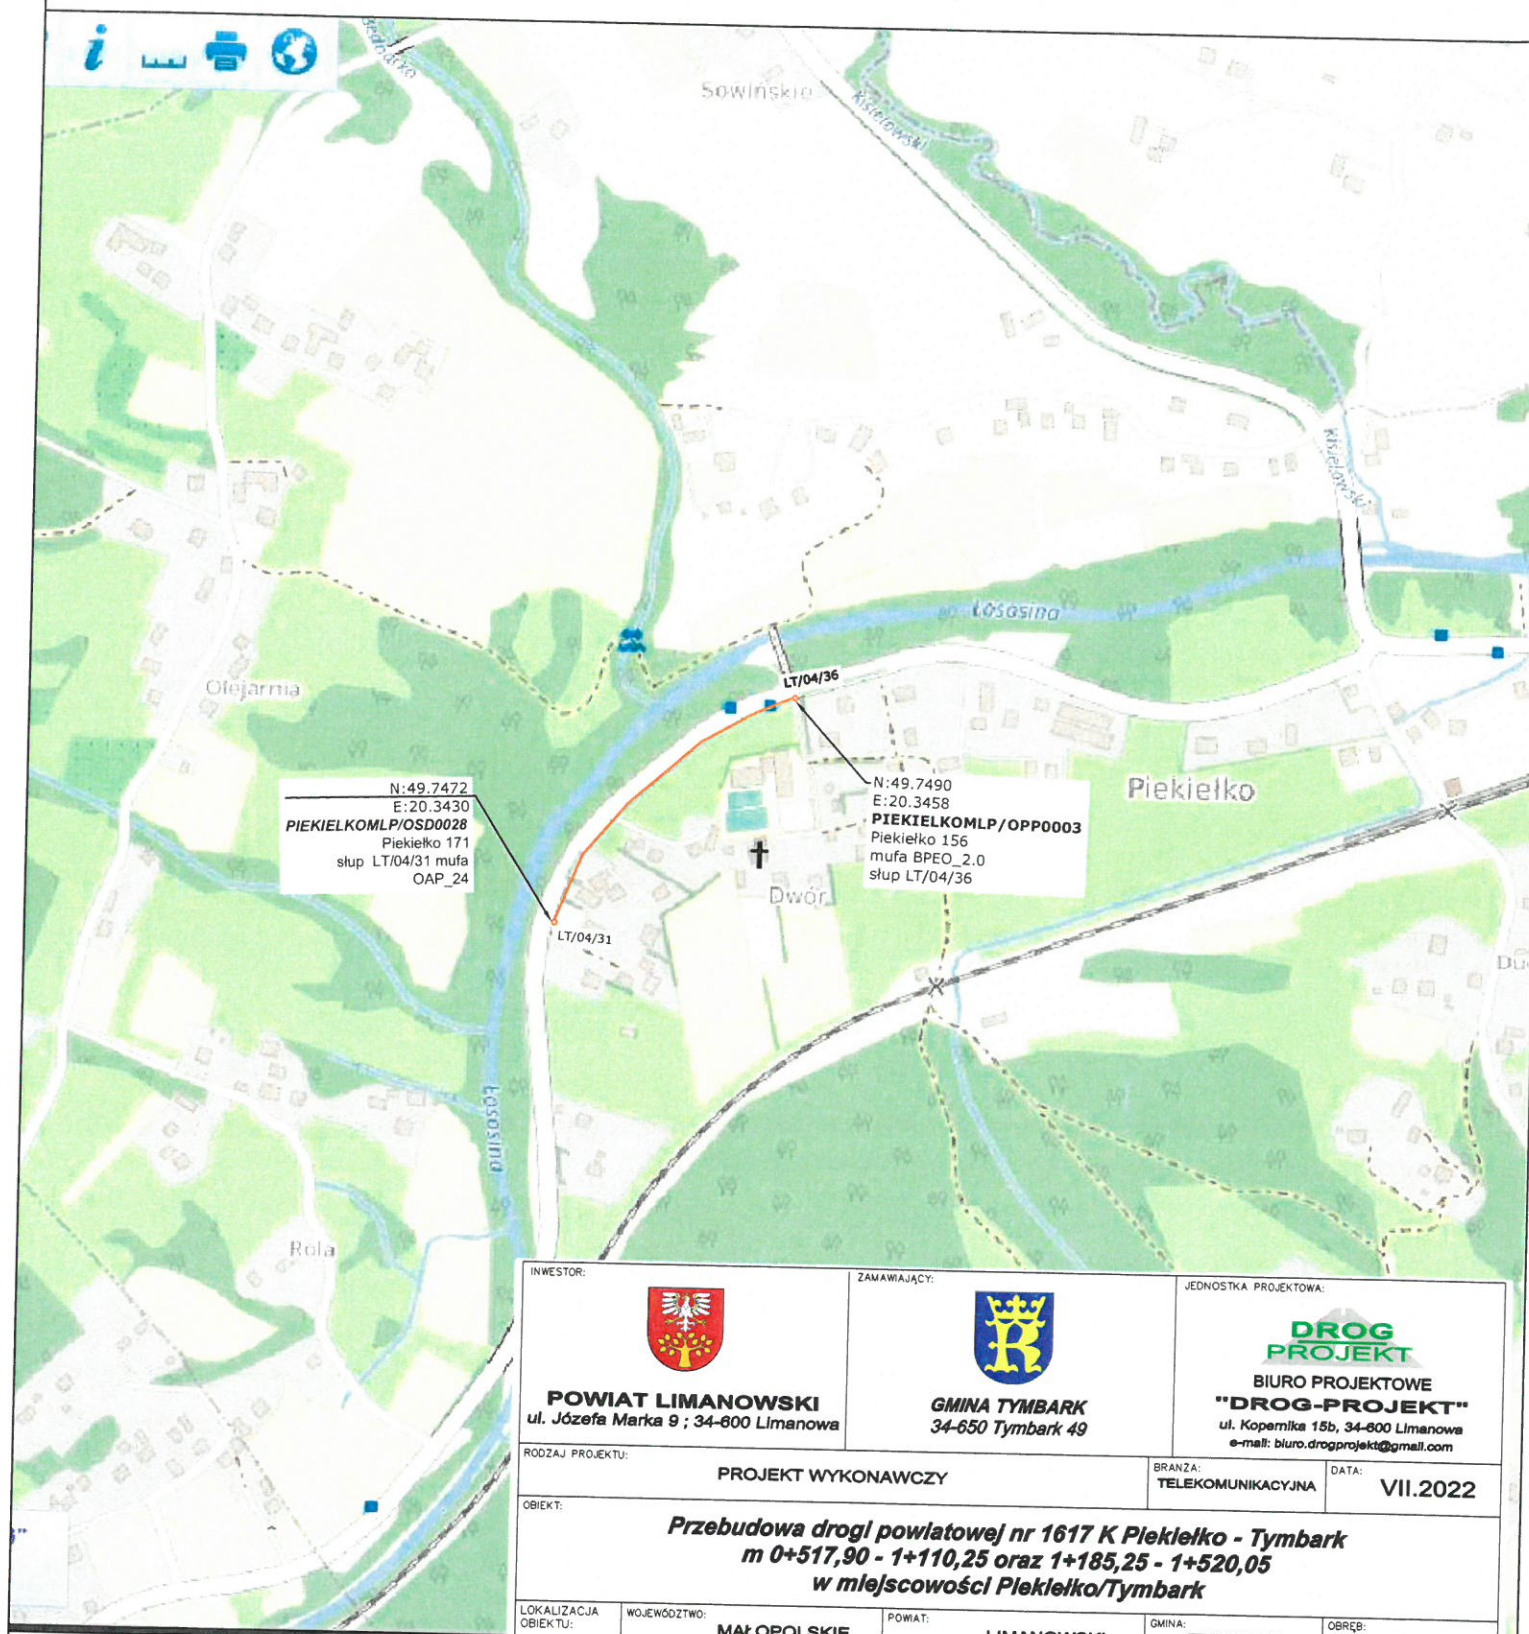 Sowińskie
Kisielowski
Kisielowski
Łososina
LT/04/36
Olejarnia
N:49.7472
E:20.3430
PIEKIELKOMLP/OSD0028
Piekiełko 171
słup LT/04/31 mufa
OAP_24
N:49.7490
E:20.3458
PIEKIELKOMLP/OPP0003
Piekiełko 156
mufa BPEO_2.0
słup LT/04/36
Piekiełko
Dwór
LT/04/31
Łososina
Rola
INWESTOR:
POWIAT LIMANOWSKI
ul. Józefa Marka 9 ; 34-600 Limanowa
ZAMAWIAJĄCY:
GMINA TYMBARK
34-650 Tymbark 49
JEDNOSTKA PROJEKTOWA:
DROG
PROJEKT
BIURO PROJEKTOWE
"DROG-PROJEKT"
ul. Kopernika 15b, 34-600 Limanowa
e-mail: biuro.drogprojekt@gmail.com
RODZAJ PROJEKTU:
PROJEKT WYKONAWCZY
BRANŻA:
TELEKOMUNIKACYJNA
DATA:
VII.2022
OBIEKT:
Przebudowa drogi powiatowej nr 1617 K Piekiełko - Tymbark
m 0+517,90 - 1+110,25 oraz 1+185,25 - 1+520,05
w miejscowości Piekiełko/Tymbark
LOKALIZACJA
OBIEKTU:
WOJEWÓDZTWO:
MAŁOPOLSKIE
POWIAT:
LIMANOWSKI
GMINA:
OBRĘB: